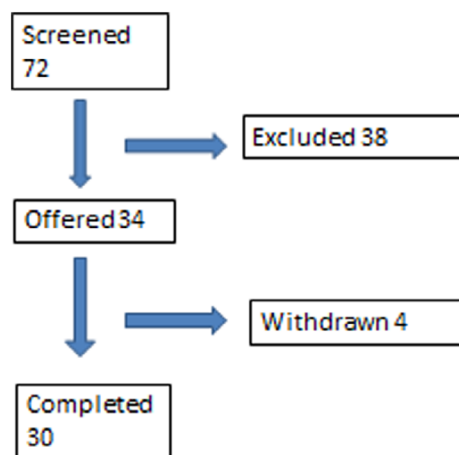 Screened
72
Excluded 38
Offered 34
Withdrawn 4
Completed
30